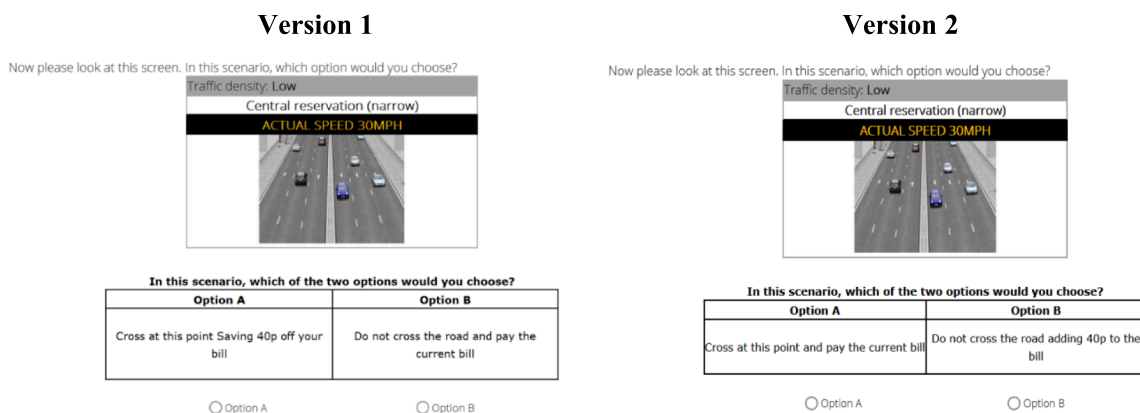 Version 1
Now please look at this screen. In this scenario, which option would you choose?
Traffic density: Low
Central reservation (narrow)
ACTUAL SPEED 30MPH
In this scenario, which of the two options would you choose?
Option A
Option B
Cross at this point Saving 40p off your
bill
Do not cross the road and pay the
current bill
Option A
Option B
Version 2
Now please look at this screen. In this scenario, which option would you choose?
Traffic density: Low
Central reservation (narrow)
ACTUAL SPEED 30MPH
In this scenario, which of the two options would you choose?
Option A
Option B
Cross at this point and pay the current bill
Do not cross the road adding 40p to the
bill
Option A
Option B